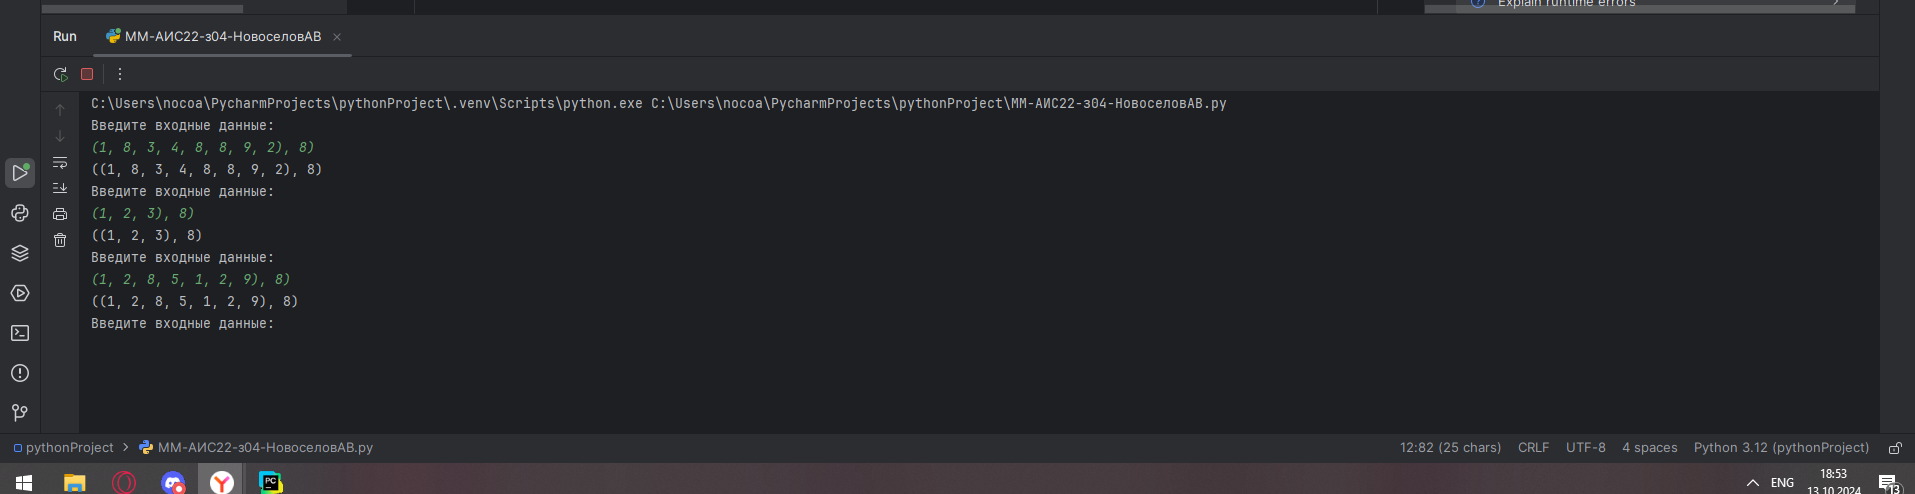 Explain runtime errors
Run ММ-АИС22-з04-НовоселовАВ
C:\Users\nocoa\PycharmProjects\pythonProject\.venv\Scripts\python.exe C:\Users\nocoa\PycharmProjects\pythonProject\ММ-АИС22-з04-НовоселовАВ.py
Введите входные данные:
(1, 8, 3, 4, 8, 8, 9, 2), 8)
((1, 8, 3, 4, 8, 8, 9, 2), 8)
Введите входные данные:
(1, 2, 3), 8)
((1, 2, 3), 8)
Введите входные данные:
(1, 2, 8, 5, 1, 2, 9), 8)
((1, 2, 8, 5, 1, 2, 9), 8)
Введите входные данные:
pythonProject > ММ-АИС22-з04-НовоселовАВ.py 12:82 (25 chars) CRLF UTF-8 4 spaces Python 3.12 (pythonProject)
PC
ENG 18:53
13.10.2024
13